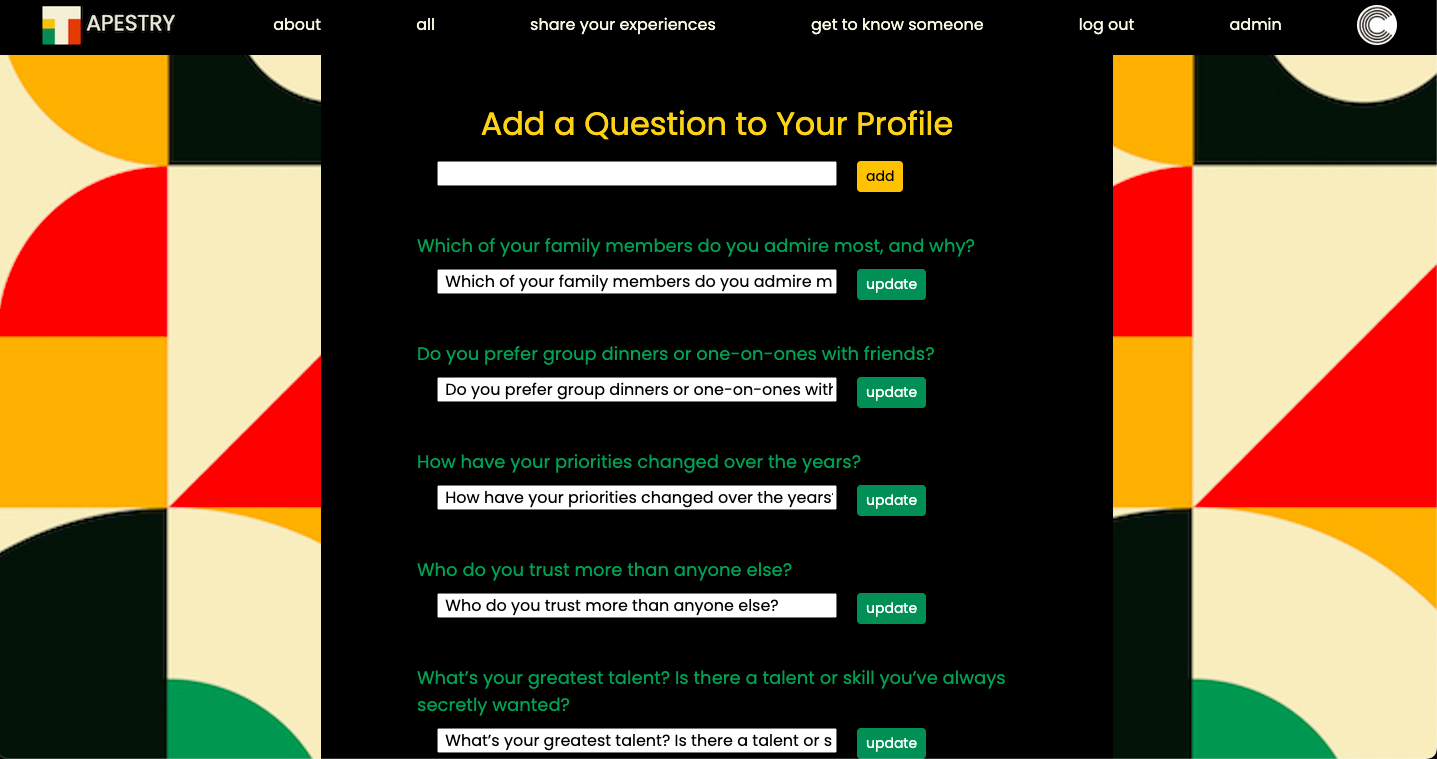 TAPESTRY about all share your experiences get to know someone log out admin
Add a Question to Your Profile
add
Which of your family members do you admire most, and why?
Which of your family members do you admire m update
Do you prefer group dinners or one-on-ones with friends?
Do you prefer group dinners or one-on-ones with update
How have your priorities changed over the years?
How have your priorities changed over the years update
Who do you trust more than anyone else?
Who do you trust more than anyone else? update
What’s your greatest talent? Is there a talent or skill you’ve always
secretly wanted?
What’s your greatest talent? Is there a talent or s update